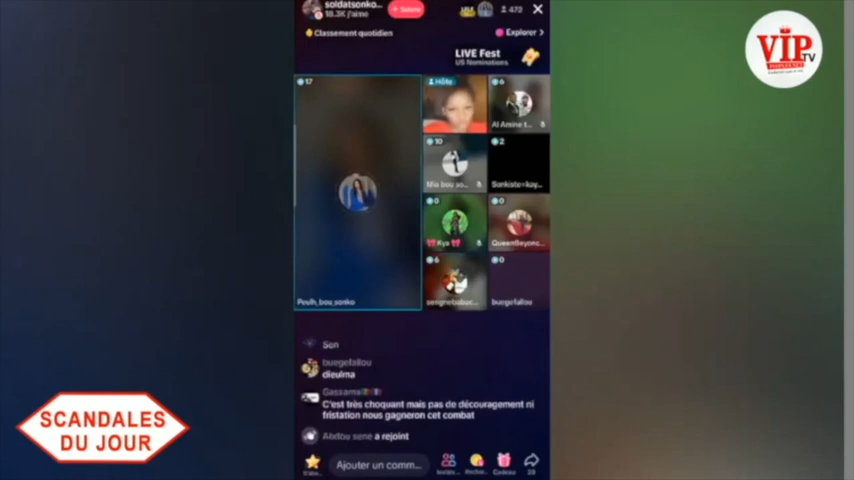 soldatsonko...
18.3K j'aime
+ Suivre
472
Classement quotidien
Explorer
LIVE Fest
US Nominations
VIP
TV
17
Hôte
6
Al Amine t...
10
Mia bou so...
2
Sonkiste+kay...
0
Kya
0
QueenBeyonc...
6
0
Peulh_bou_sonko
buegefallou
Son
buegefallou
dieulma
Gassama
C'est très choquant mais pas de découragement ni
fristation nous gagneron cet combat
Abdou sene a rejoint
SCANDALES
DU JOUR
Ajouter un comm...
Cadeau
23